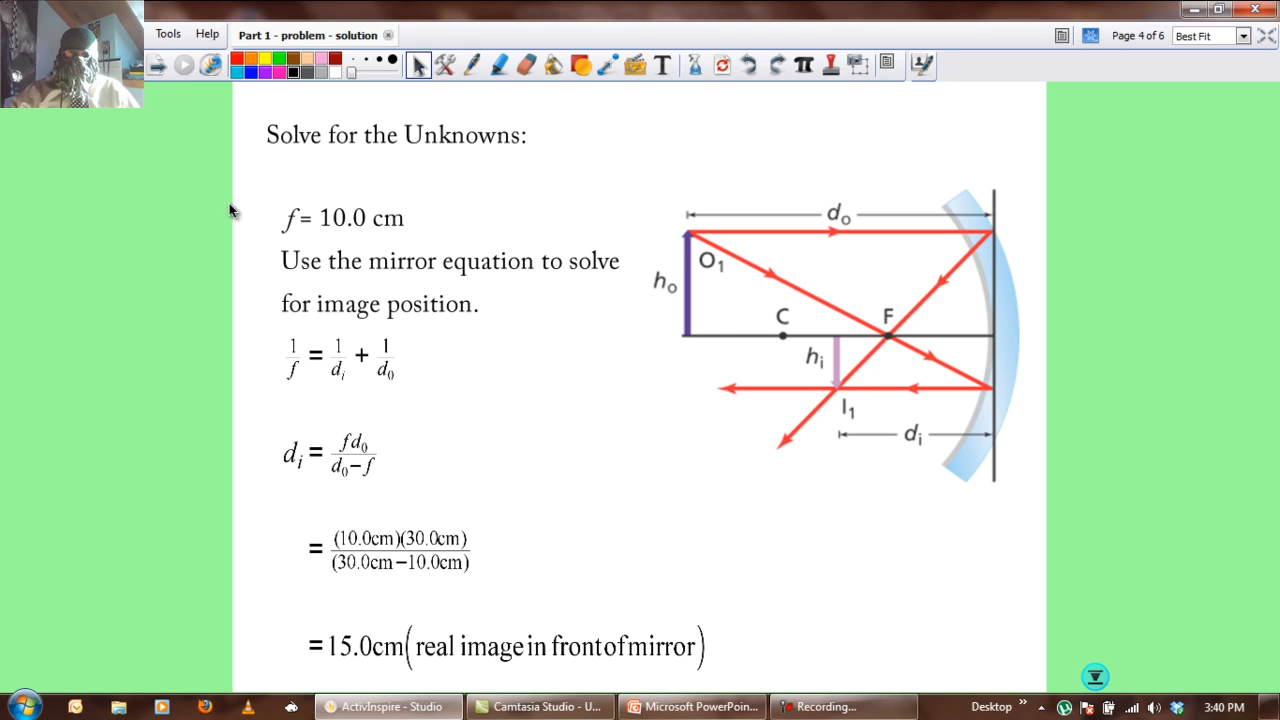 Tools Help
Part 1 - problem - solution
Page 4 of 6
Best Fit
T
π
Solve for the Unknowns:
f = 10.0 cm
Use the mirror equation to solve
for image position.
1/f = 1/di + 1/d0
di = fd0/d0−f
= (10.0cm)(30.0cm)/(30.0cm−10.0cm)
=15.0cm(real image in front of mirror)
do
O1
ho
C
F
hi
I1
di
ActivInspire - Studio
Camtasia Studio - U...
Microsoft PowerPoin...
Recording...
Desktop
3:40 PM